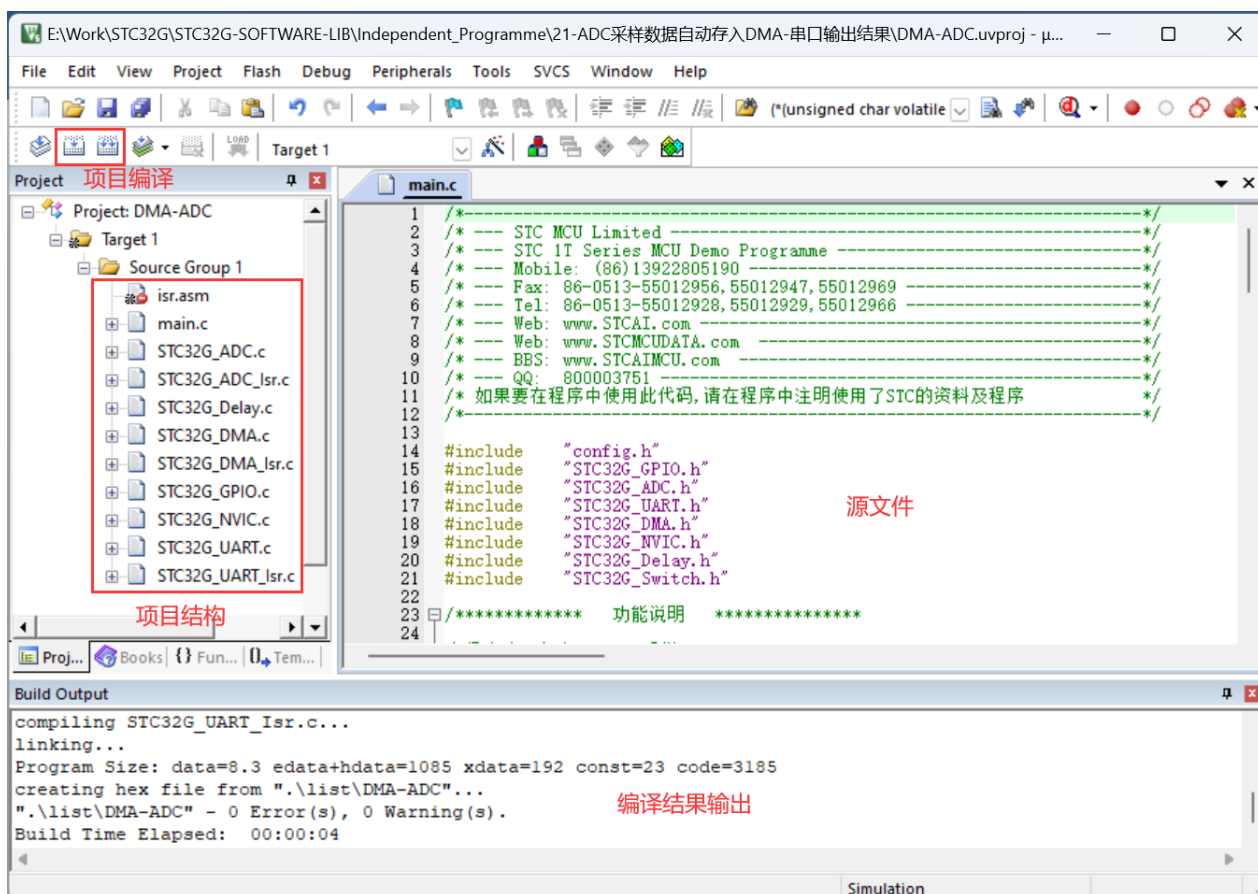 E:\Work\STC32G\STC32G-SOFTWARE-LIB\Independent_Programme\21-ADC采样数据自动存入DMA-串口输出结果\DMA-ADC.uvproj - µ...
File Edit View Project Flash Debug Peripherals Tools SVCS Window Help
(*(unsigned char volatile
LOAD
Target 1
Project 项目编译
Project: DMA-ADC
Target 1
Source Group 1
isr.asm
main.c
STC32G_ADC.c
STC32G_ADC_Isr.c
STC32G_Delay.c
STC32G_DMA.c
STC32G_DMA_Isr.c
STC32G_GPIO.c
STC32G_NVIC.c
STC32G_UART.c
STC32G_UART_Isr.c
项目结构
Proj... Books {} Fun... Tem...
main.c
1 /*---------------------------------------------------------------------*/
2 /* --- STC MCU Limited ------------------------------------------------*/
3 /* --- STC 1T Series MCU Demo Programme -------------------------------*/
4 /* --- Mobile: (86)13922805190 ----------------------------------------*/
5 /* --- Fax: 86-0513-55012956,55012947,55012969 ------------------------*/
6 /* --- Tel: 86-0513-55012928,55012929,55012966 ------------------------*/
7 /* --- Web: www.STCAI.com ---------------------------------------------*/
8 /* --- Web: www.STCMCUDATA.com ---------------------------------------*/
9 /* --- BBS: www.STCAIMCU.com -----------------------------------------*/
10 /* --- QQ: 800003751 -------------------------------------------------*/
11 /* 如果要在程序中使用此代码,请在程序中注明使用了STC的资料及程序 */
12 /*---------------------------------------------------------------------*/
13
14 #include "config.h"
15 #include "STC32G_GPIO.h"
16 #include "STC32G_ADC.h"
17 #include "STC32G_UART.h"
18 #include "STC32G_DMA.h"
19 #include "STC32G_NVIC.h"
20 #include "STC32G_Delay.h"
21 #include "STC32G_Switch.h"
22
23 /************* 功能说明 ***************
24
源文件
Build Output
compiling STC32G_UART_Isr.c...
linking...
Program Size: data=8.3 edata+hdata=1085 xdata=192 const=23 code=3185
creating hex file from ".\list\DMA-ADC"...
".\list\DMA-ADC" - 0 Error(s), 0 Warning(s).
Build Time Elapsed: 00:00:04
编译结果输出
Simulation